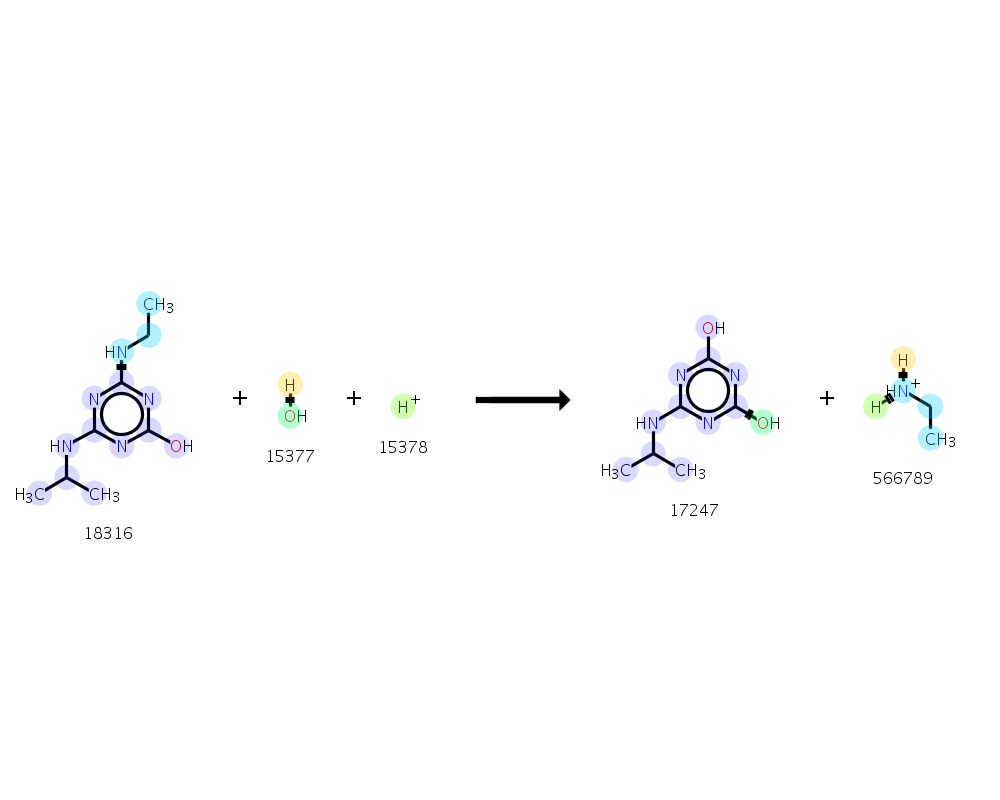 CH3
HN
N N
HN N OH
H3C CH3
18316
+
H
OH
15377
+
H+
15378
+
OH
N N
HN N OH
H3C CH3
17247
H
H HN+
CH3
566789